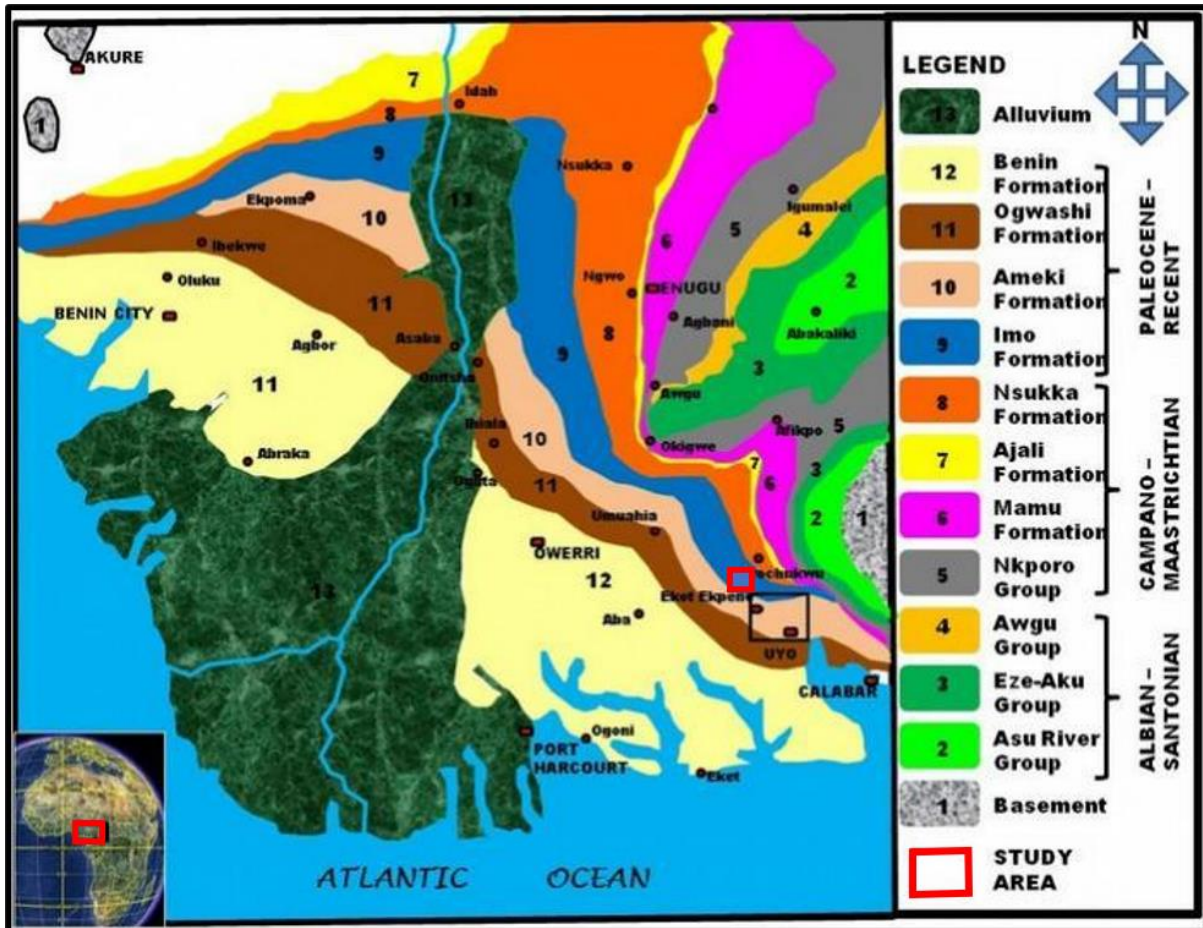 AKURE
1
7
Idah
8
9
Nsukka
Ekpoma
10
13
Igumalei
Ibekwe
6
5
4
Oluku
9
2
Ngwo
ENUGU
BENIN CITY
11
Agbani
Abakaliki
Agbor
Asaba
8
3
Onitsha
11
Awgu
Ihiala
10
Okigwe
Afikpo
5
Abraka
7
3
11
6
Umuahia
2
1
OWERRI
13
12
ochukwu
Eket Ekpene
Aba
UYO
CALABAR
Ogoni
PORT
HARCOURT
Eket
ATLANTIC OCEAN
N
LEGEND
13 Alluvium
12 Benin
Formation
11 Ogwashi
Formation
10 Ameki
Formation
9 Imo
Formation
8 Nsukka
Formation
7 Ajali
Formation
6 Mamu
Formation
5 Nkporo
Group
4 Awgu
Group
3 Eze-Aku
Group
2 Asu River
Group
1 Basement
STUDY
AREA
PALEOCENE –
RECENT
CAMPANO –
MAASTRICHTIAN
ALBIAN –
SANTONIAN